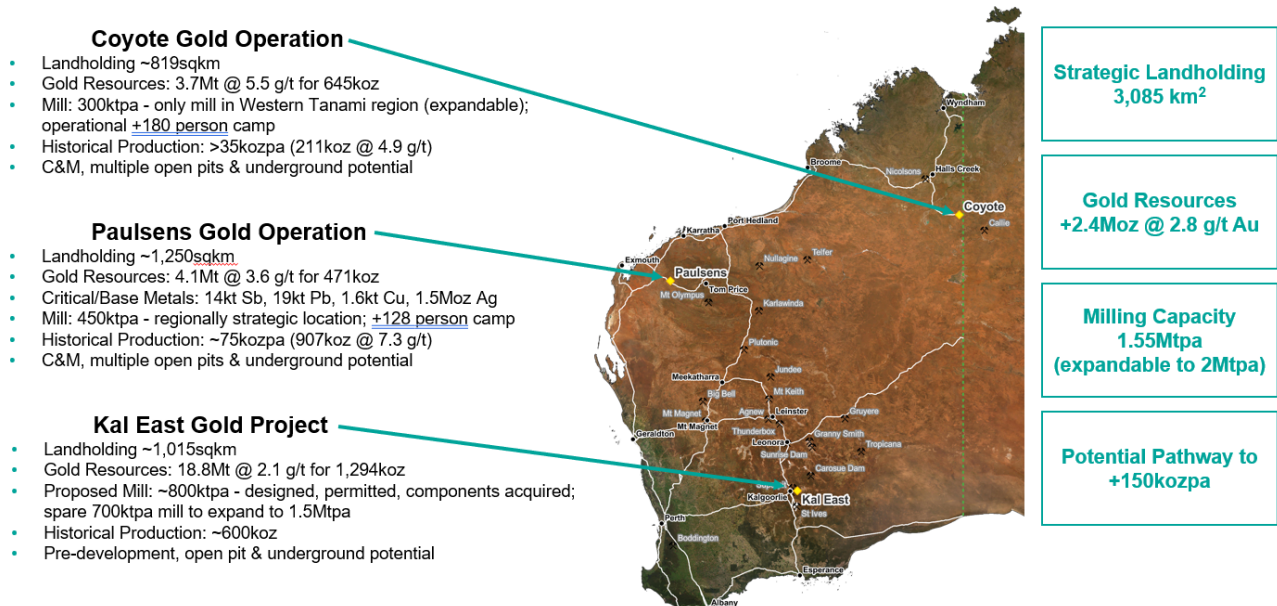 Coyote Gold Operation
• Landholding ~819sqkm
• Gold Resources: 3.7Mt @ 5.5 g/t for 645koz
• Mill: 300ktpa - only mill in Western Tanami region (expandable);
operational +180 person camp
• Historical Production: >35kozpa (211koz @ 4.9 g/t)
• C&M, multiple open pits & underground potential
Paulsens Gold Operation
• Landholding ~1,250sqkm
• Gold Resources: 4.1Mt @ 3.6 g/t for 471koz
• Critical/Base Metals: 14kt Sb, 19kt Pb, 1.6kt Cu, 1.5Moz Ag
• Mill: 450ktpa - regionally strategic location; +128 person camp
• Historical Production: ~75kozpa (907koz @ 7.3 g/t)
• C&M, multiple open pits & underground potential
Kal East Gold Project
• Landholding ~1,015sqkm
• Gold Resources: 18.8Mt @ 2.1 g/t for 1,294koz
• Proposed Mill: ~800ktpa - designed, permitted, components acquired;
spare 700ktpa mill to expand to 1.5Mtpa
• Historical Production: ~600koz
• Pre-development, open pit & underground potential
Wyndham
Broome
Nicolsons
Halls Creek
Coyote
Callie
Port Hedland
Karratha
Exmouth
Paulsens
Nullagine
Telfer
Tom Price
Mt Olympus
Karlawinda
Plutonic
Jundee
Meekatharra
Mt Keith
Big Bell
Agnew
Leinster
Gruyere
Mt Magnet
Mt Magnet
Thunderbox
Geraldton
Leonora
Granny Smith
Sunrise Dam
Tropicana
Carosue Dam
Kalgoorlie
Kal East
St Ives
Perth
Boddington
Esperance
Albany
Strategic Landholding
3,085 km²
Gold Resources
+2.4Moz @ 2.8 g/t Au
Milling Capacity
1.55Mtpa
(expandable to 2Mtpa)
Potential Pathway to
+150kozpa